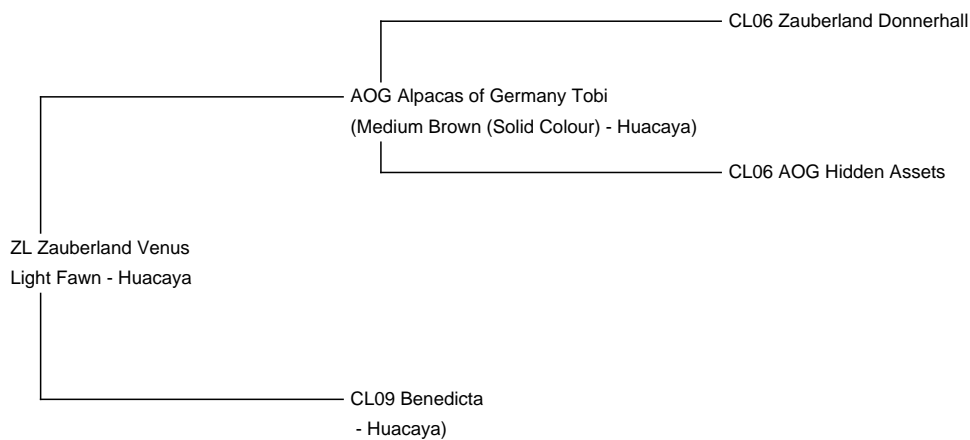 CL06 Zauberland Donnerhall
AOG Alpacas of Germany Tobi
(Medium Brown (Solid Colour) - Huacaya)
CL06 AOG Hidden Assets
ZL Zauberland Venus
Light Fawn - Huacaya
CL09 Benedicta
- Huacaya)